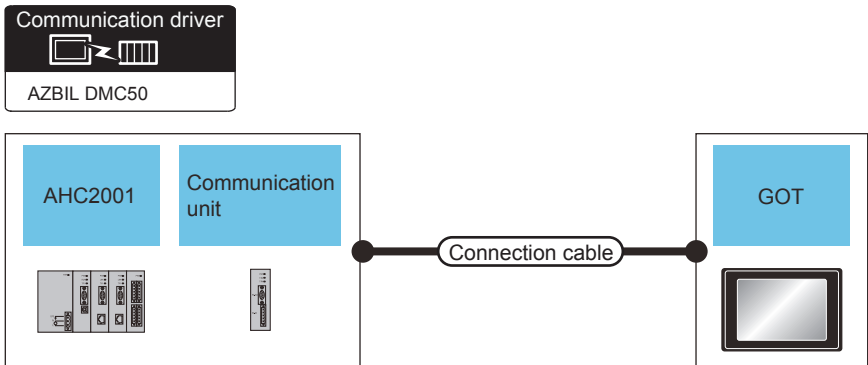 Communication driver
AZBIL DMC50
AHC2001
Communication
unit
Connection cable
GOT